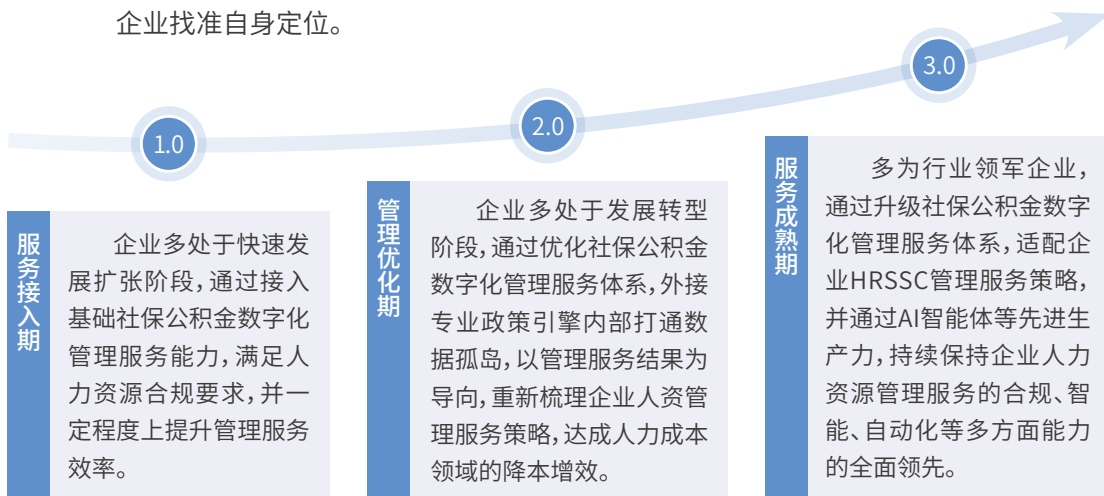 企业找准自身定位。
1.0
2.0
3.0
服务接入期
企业多处于快速发
展扩张阶段，通过接入
基础社保公积金数字化
管理服务能力，满足人
力资源合规要求，并一
定程度上提升管理服务
效率。
管理优化期
企业多处于发展转型
阶段，通过优化社保公积金
数字化管理服务体系，外接
专业政策引擎内部打通数
据孤岛，以管理服务结果为
导向，重新梳理企业人资管
理服务策略，达成人力成本
领域的降本增效。
服务成熟期
多为行业领军企业，
通过升级社保公积金数字
化管理服务体系，适配企
业HRSSC管理服务策略，
并通过AI智能体等先进生
产力，持续保持企业人力
资源管理服务的合规、智
能、自动化等多方面能力
的全面领先。